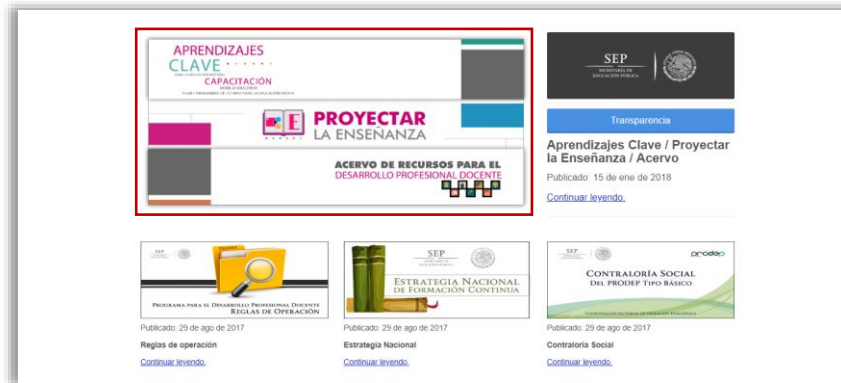 APRENDIZAJES
CLAVE
CAPACITACIÓN
PROYECTAR
LA ENSEÑANZA
ACERVO DE RECURSOS PARA EL
DESARROLLO PROFESIONAL DOCENTE
SEP
SECRETARÍA DE
EDUCACIÓN PÚBLICA
Transparencia
Aprendizajes Clave / Proyectar
la Enseñanza / Acervo
Publicado: 15 de ene de 2018
Continuar leyendo.
SEP
PROGRAMA PARA EL DESARROLLO PROFESIONAL DOCENTE
REGLAS DE OPERACIÓN
Publicado: 29 de ago de 2017
Reglas de operación
Continuar leyendo.
SEP
ESTRATEGIA NACIONAL
DE FORMACIÓN CONTINUA
Publicado: 29 de ago de 2017
Estrategia Nacional
Continuar leyendo.
SEP
prodep
CONTRALORÍA SOCIAL
DEL PRODEP TIPO BÁSICO
Publicado: 29 de ago de 2017
Contraloría Social
Continuar leyendo.